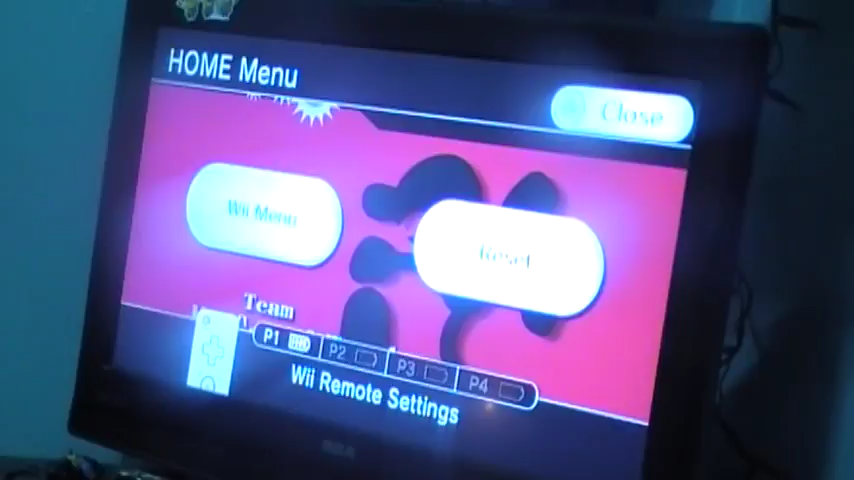 HOME Menu
Close
Wii Menu
Reset
Team
P1 P2 P3 P4
Wii Remote Settings